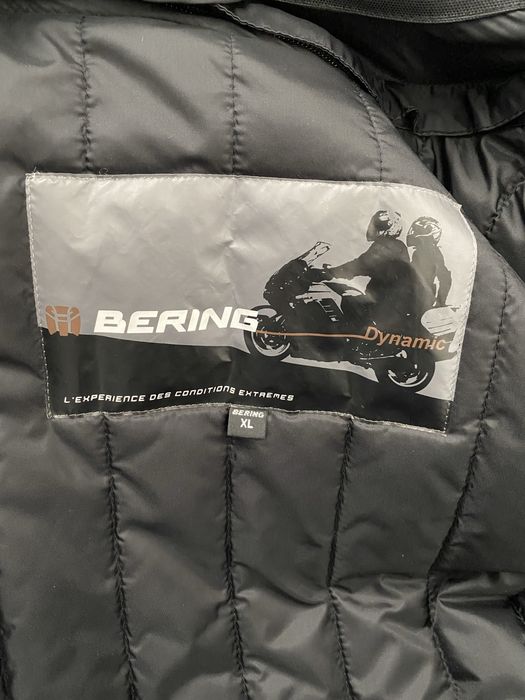 BERING
Dynamic
L'EXPERIENCE DES CONDITIONS EXTREMES
BERING
XL